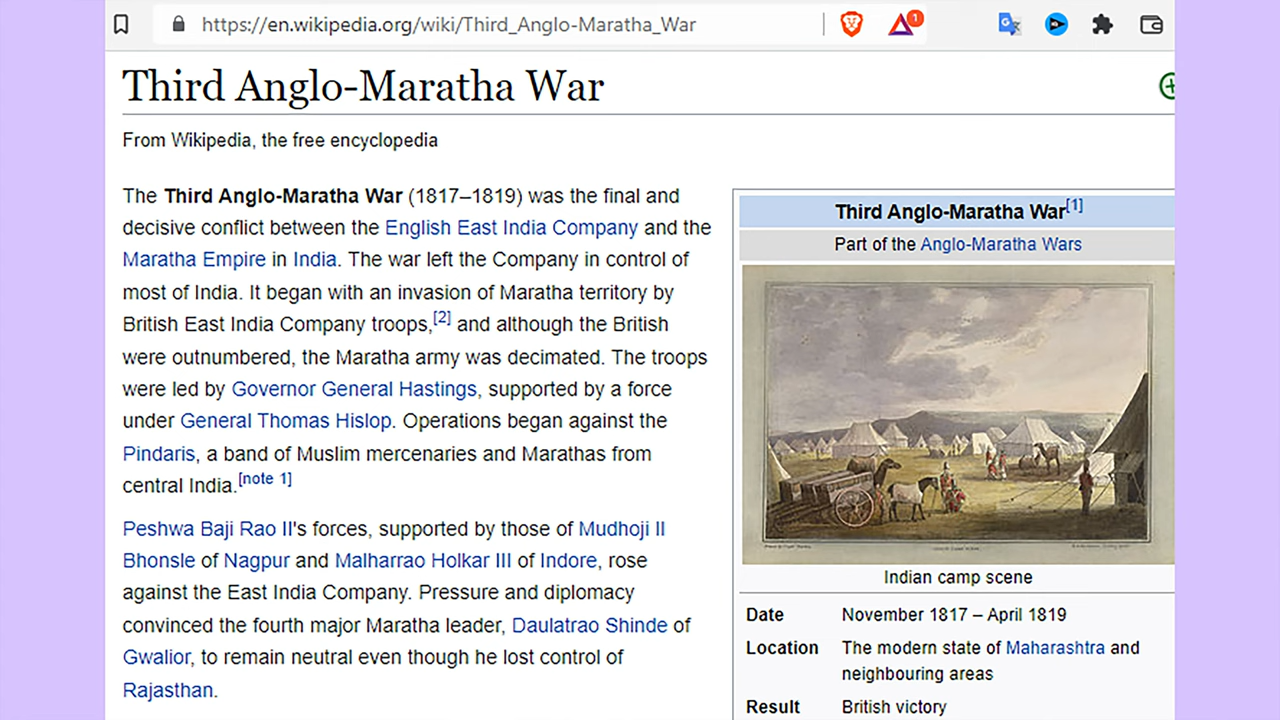 https://en.wikipedia.org/wiki/Third_Anglo-Maratha_War
1
Third Anglo-Maratha War
From Wikipedia, the free encyclopedia
The Third Anglo-Maratha War (1817–1819) was the final and
decisive conflict between the English East India Company and the
Maratha Empire in India. The war left the Company in control of
most of India. It began with an invasion of Maratha territory by
British East India Company troops,[2] and although the British
were outnumbered, the Maratha army was decimated. The troops
were led by Governor General Hastings, supported by a force
under General Thomas Hislop. Operations began against the
Pindaris, a band of Muslim mercenaries and Marathas from
central India.[note 1]
Peshwa Baji Rao II's forces, supported by those of Mudhoji II
Bhonsle of Nagpur and Malharrao Holkar III of Indore, rose
against the East India Company. Pressure and diplomacy
convinced the fourth major Maratha leader, Daulatrao Shinde of
Gwalior, to remain neutral even though he lost control of
Rajasthan.
Third Anglo-Maratha War[1]
Part of the Anglo-Maratha Wars
Indian camp scene
Date November 1817 – April 1819
Location The modern state of Maharashtra and
neighbouring areas
Result British victory